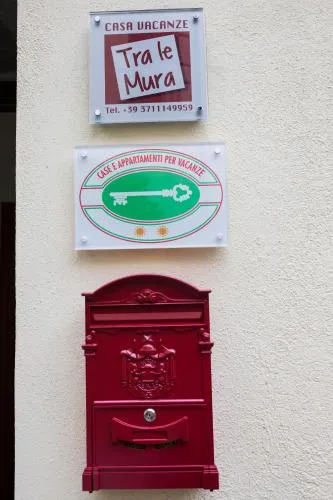 CASA VACANZE
Tra le
Mura
Tel. +39 3711149959
CASE E APPARTAMENTI PER VACANZE